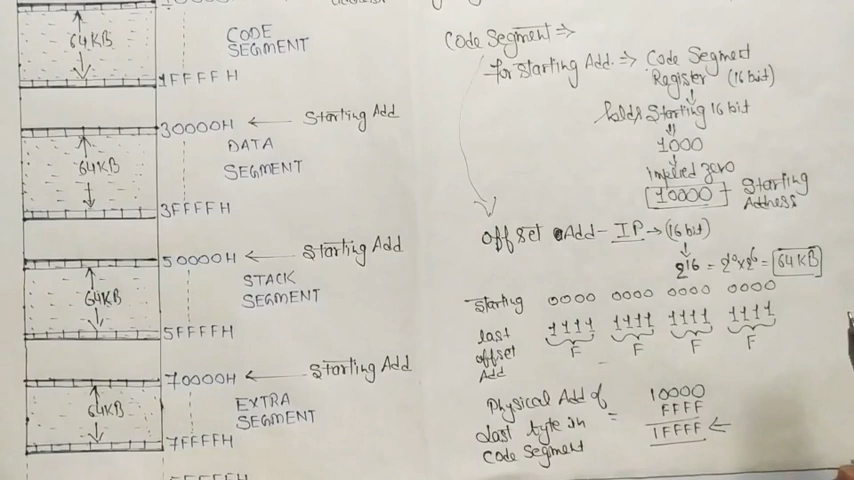 64KB
CODE
SEGMENT
1FFFFH
30000H ← Starting Add
64KB
DATA
SEGMENT
3FFFFH
50000H ← Starting Add
64KB
STACK
SEGMENT
5FFFFH
70000H ← Starting Add
64KB
EXTRA
SEGMENT
7FFFFH
Code Segment ⇒
for starting Add. ⇒ Code Segment
Register (16 bit)
holds Starting 16 bit
1000
implied zero
10000 → Starting
Address
offset Add - IP → (16 bit)
2^16 = 2^10 x 2^6 = 64KB
Starting 0000 0000 0000 0000
last 1111 1111 1111 1111
offset F F F F
Add
Physical Add of
last byte in
Code Segment
=
10000
FFFF
1FFFF ←